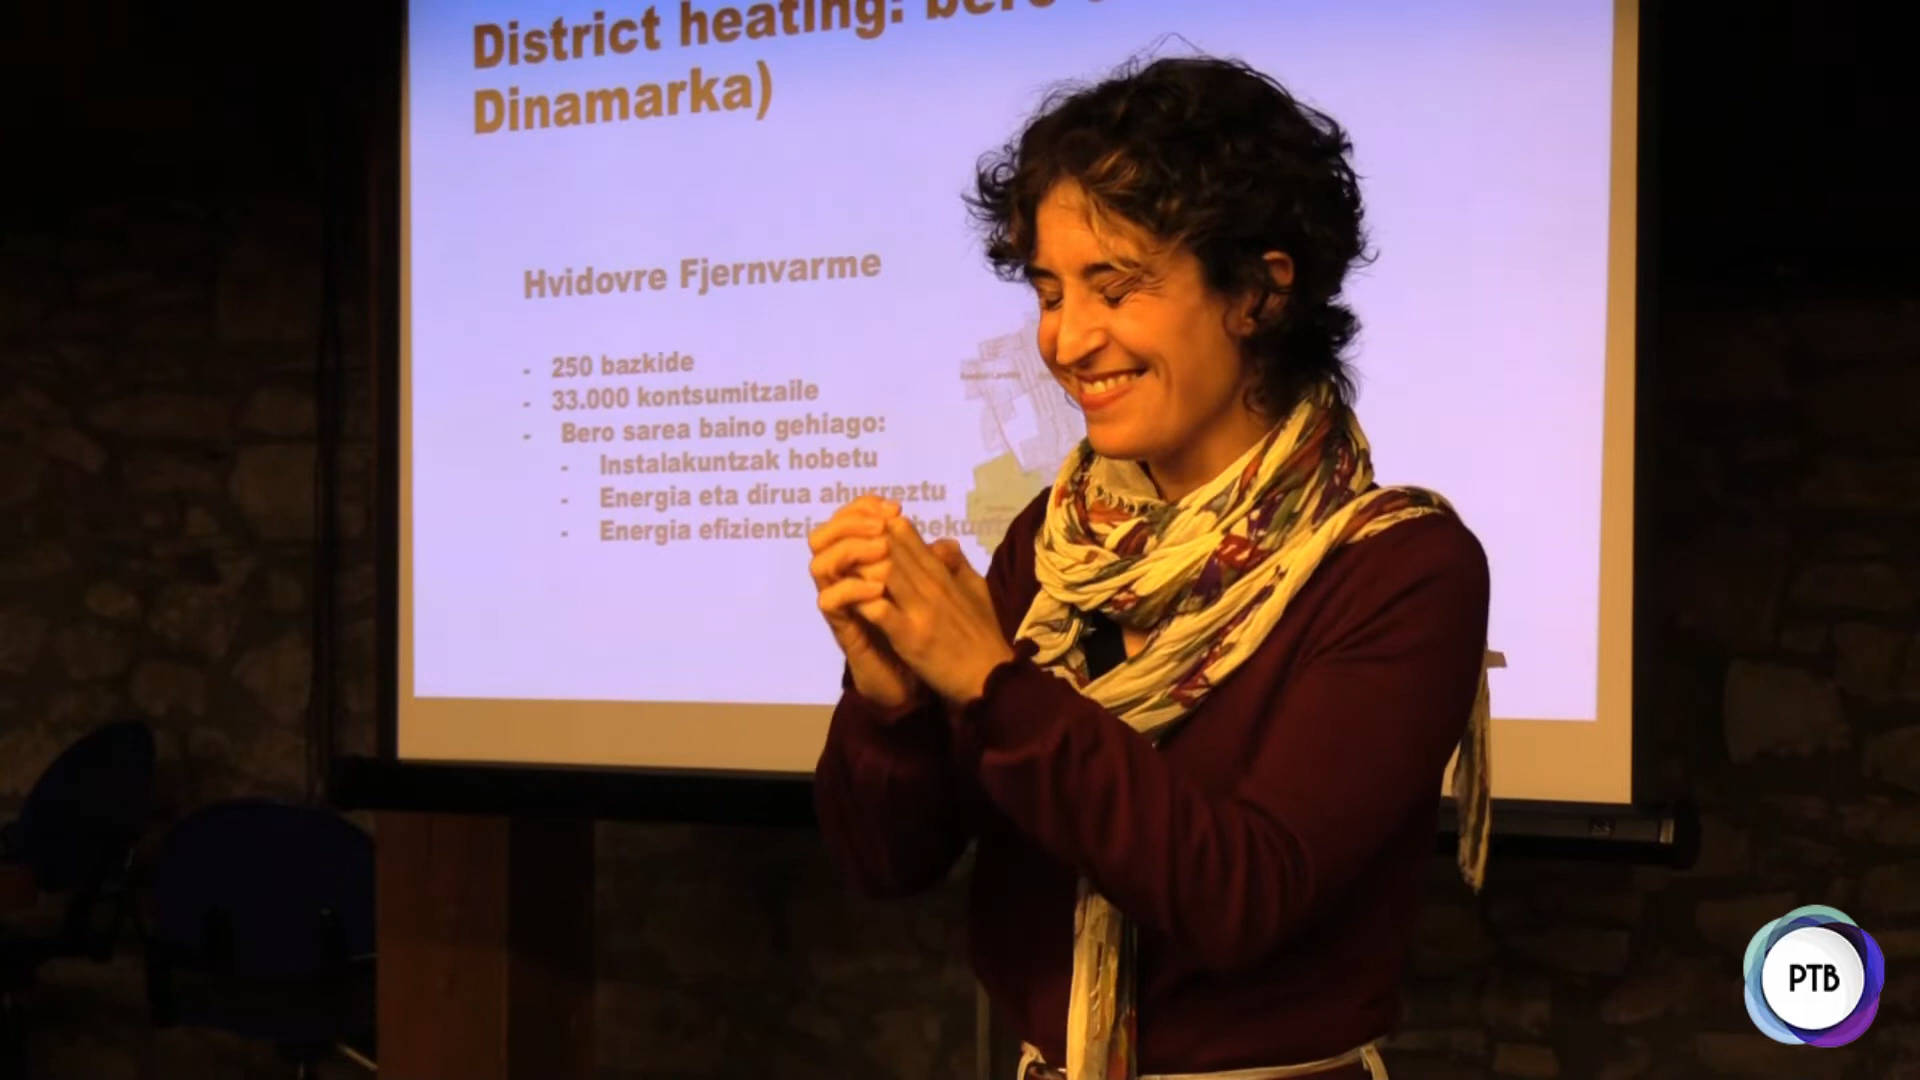 District heating: bero
Dinamarka)
Hvidovre Fjernvarme
- 250 bazkide
- 33.000 kontsumitzaile
- Bero sarea baino gehiago:
- Instalakuntzak hobetu
- Energia eta dirua ahurreztu
- Energia
PTB